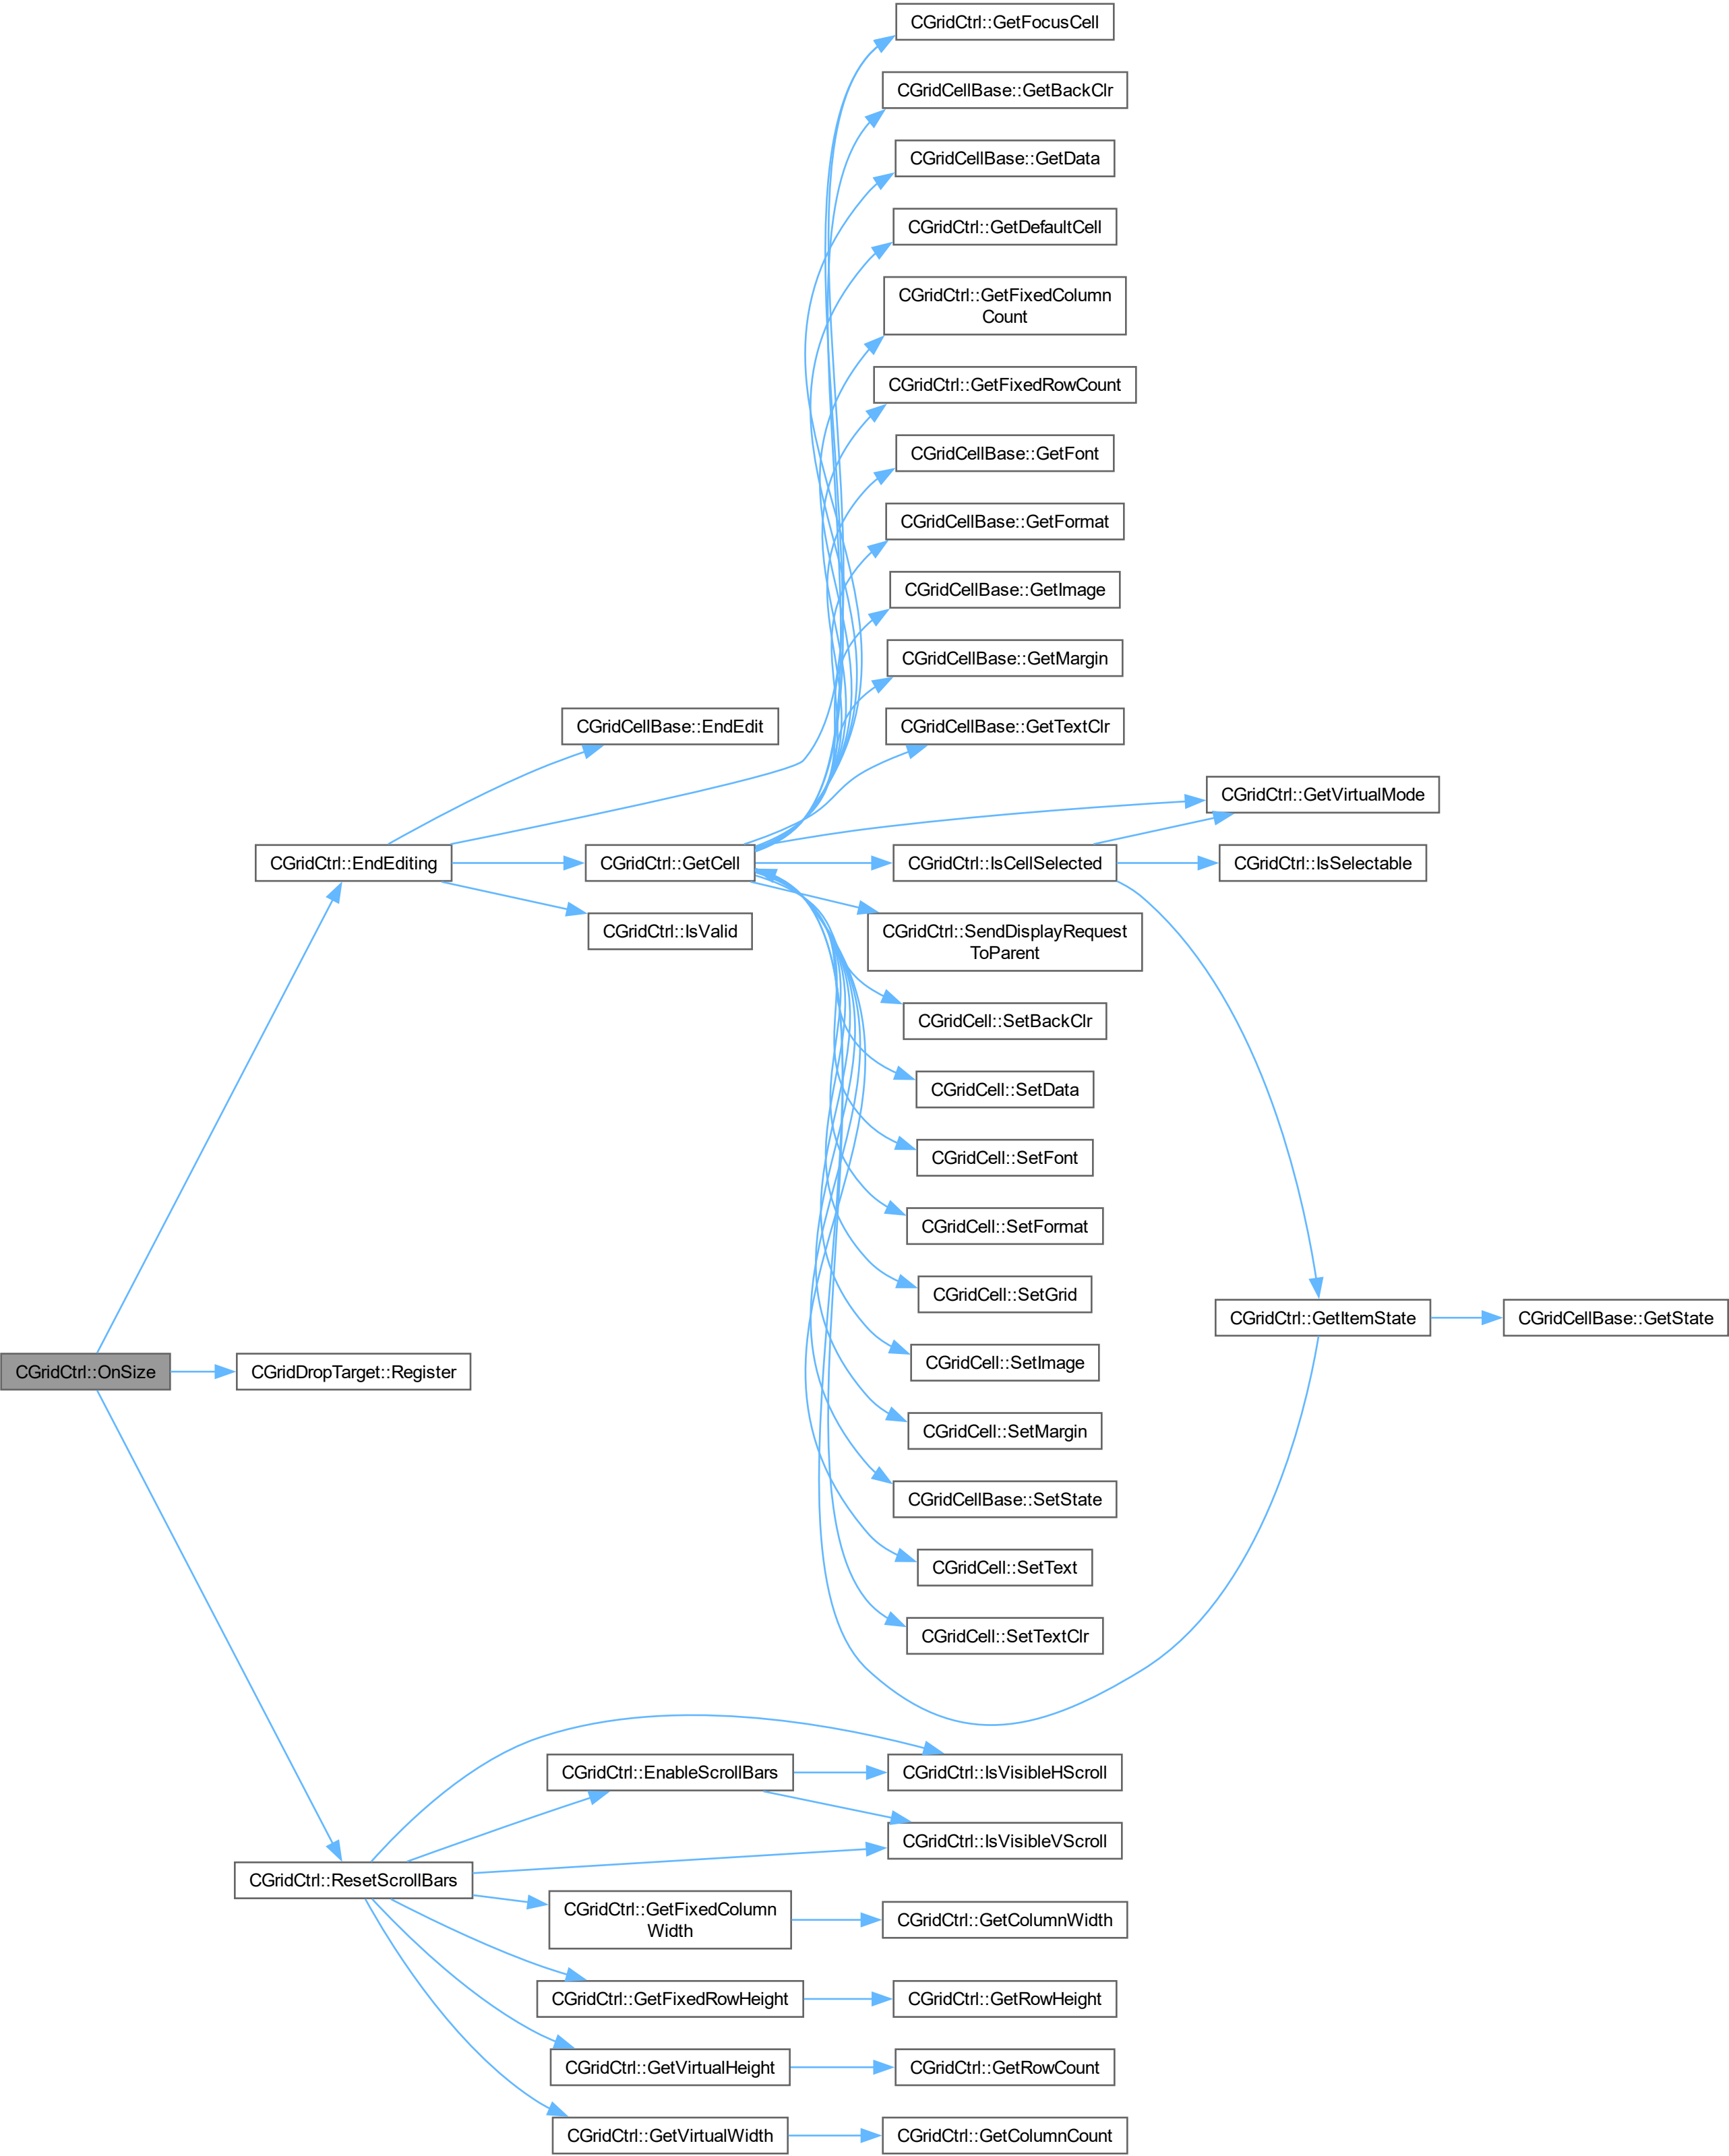 CGridCtrl::GetFocusCell
CGridCellBase::GetBackClr
CGridCellBase::GetData
CGridCtrl::GetDefaultCell
CGridCtrl::GetFixedColumn
Count
CGridCtrl::GetFixedRowCount
CGridCellBase::GetFont
CGridCellBase::GetFormat
CGridCellBase::GetImage
CGridCellBase::GetMargin
CGridCellBase::EndEdit
CGridCellBase::GetTextClr
CGridCtrl::GetVirtualMode
CGridCtrl::EndEditing
CGridCtrl::GetCell
CGridCtrl::IsCellSelected
CGridCtrl::IsSelectable
CGridCtrl::IsValid
CGridCtrl::SendDisplayRequest
ToParent
CGridCell::SetBackClr
CGridCell::SetData
CGridCell::SetFont
CGridCell::SetFormat
CGridCell::SetGrid
CGridCtrl::GetItemState
CGridCellBase::GetState
CGridCtrl::OnSize
CGridDropTarget::Register
CGridCell::SetImage
CGridCell::SetMargin
CGridCellBase::SetState
CGridCell::SetText
CGridCell::SetTextClr
CGridCtrl::EnableScrollBars
CGridCtrl::IsVisibleHScroll
CGridCtrl::IsVisibleVScroll
CGridCtrl::ResetScrollBars
CGridCtrl::GetFixedColumn
Width
CGridCtrl::GetColumnWidth
CGridCtrl::GetFixedRowHeight
CGridCtrl::GetRowHeight
CGridCtrl::GetVirtualHeight
CGridCtrl::GetRowCount
CGridCtrl::GetVirtualWidth
CGridCtrl::GetColumnCount